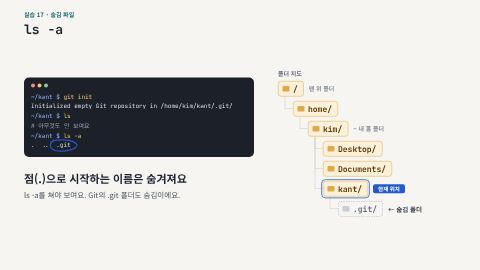 실습 17 · 숨김 파일
ls -a
~/kant $ git init
Initialized empty Git repository in /home/kim/kant/.git/
~/kant $ ls
# 아무것도 안 보여요
~/kant $ ls -a
. .. .git
점(.)으로 시작하는 이름은 숨겨져요
ls -a를 쳐야 보여요. Git의 .git 폴더도 숨김이에요.
폴더 지도
/ 맨 위 폴더
home/
kim/ ~ 내 홈 폴더
Desktop/
Documents/
kant/ 현재 위치
.git/ ← 숨김 폴더